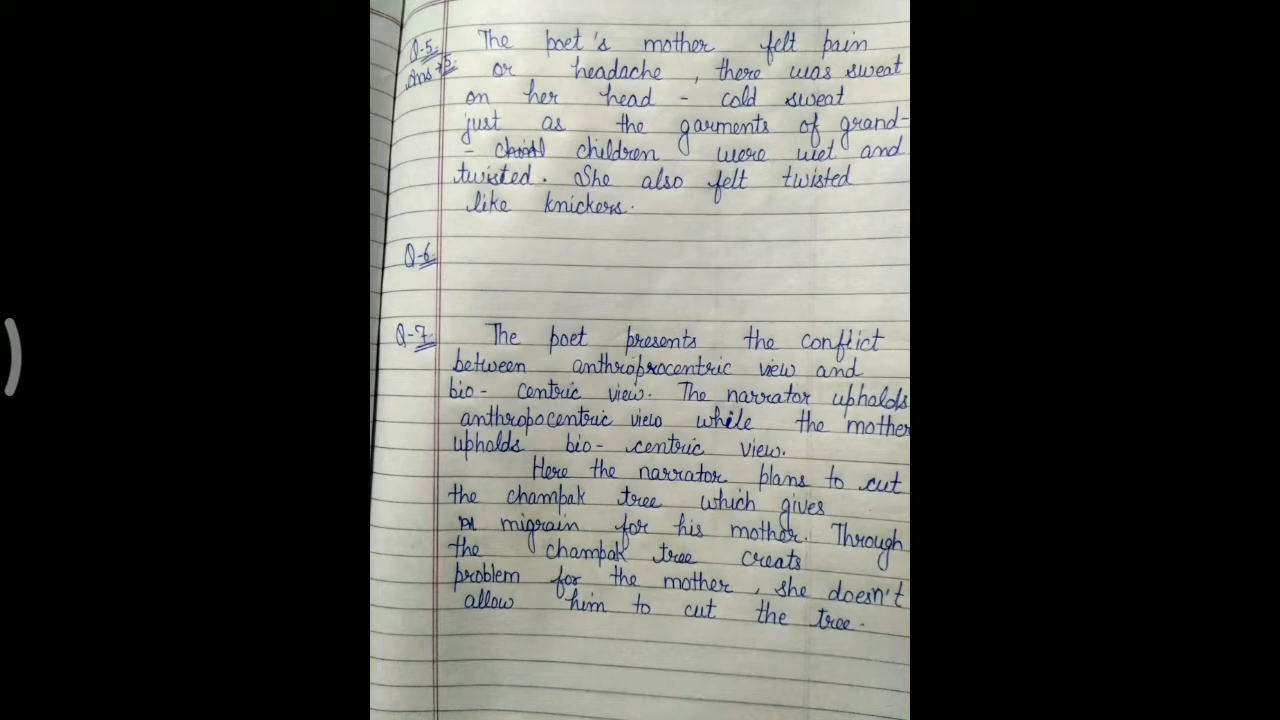 Q-5. The poet's mother felt pain
Ans→5. or headache, there was sweat
on her head - cold sweat
just as the garments of grand-
- children were wet and
twisted. She also felt twisted
like knickers.
Q-6.
Q-7. The poet presents the conflict
between anthroprocentric view and
bio- centric view. The narrator upholds
anthropocentric view while the mother
upholds bio- centric view.
Here the narrator plans to cut
the champak tree which gives
migrain for his mother. Through
the champak tree creats
problem for the mother, she doesn't
allow him to cut the tree.